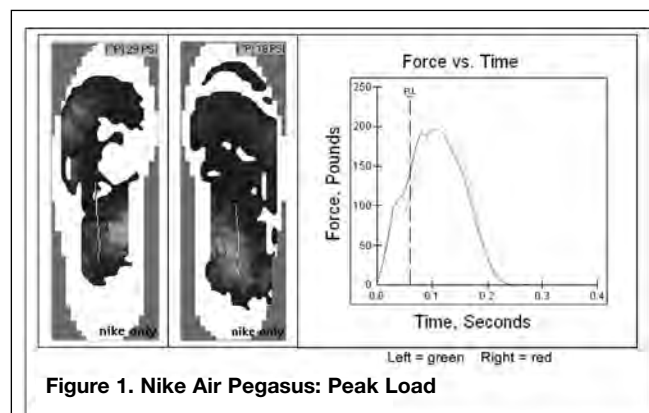 [°P] 29 PSI
[°P] 18 PSI
nike only
nike only
Force vs. Time
Force, Pounds
250
200
150
100
50
0
PLL
0.0
0.1
0.2
0.3
0.4
Time, Seconds
Left = green Right = red
Figure 1. Nike Air Pegasus: Peak Load